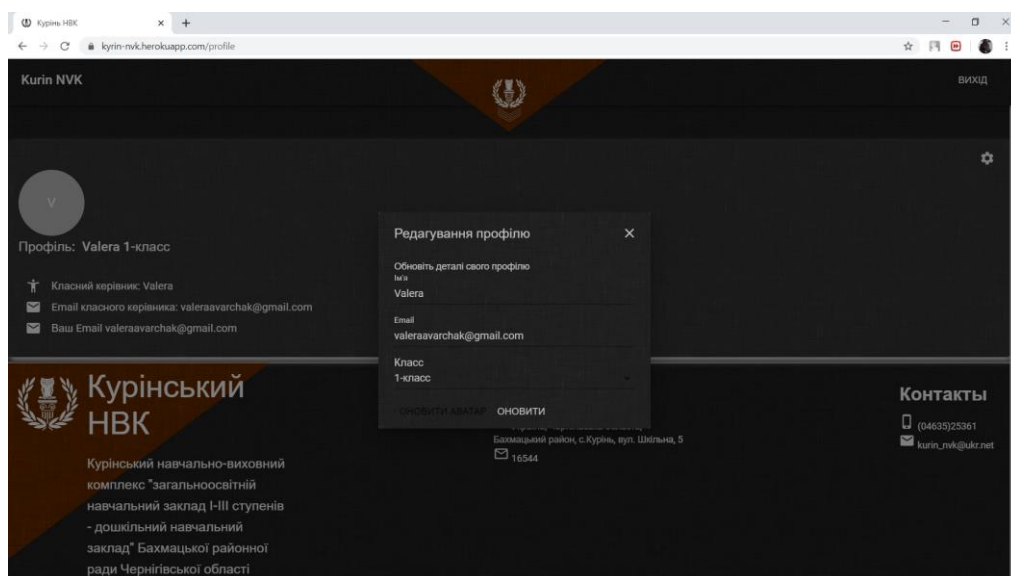 Курінь НВК
kyrin-nvk.herokuapp.com/profile
Kurin NVK
ВИХІД
V
Профіль: Valera 1-класс
Класний керівник: Valera
Email класного керівника: valeraavarchak@gmail.com
Ваш Email valeraavarchak@gmail.com
Редагування профілю
Обновіть деталі свого профілю
Ім'я
Valera
Email
valeraavarchak@gmail.com
Класс
1-класс
ОНОВИТИ АВАТАР ОНОВИТИ
Курінський
НВК
Курінський навчально-виховний
комплекс "загальноосвітній
навчальний заклад І-ІІІ ступенів
- дошкільний навчальний
заклад" Бахмацької районної
ради Чернігівської області
Бахмацький район, с.Курінь, вул. Шкільна, 5
16544
Контакты
(04635)25361
kurin_nvk@ukr.net